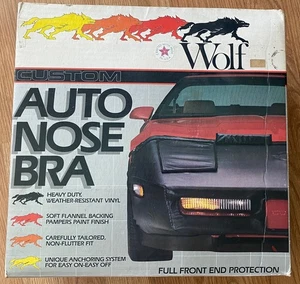 Wolf
CUSTOM
AUTO
NOSE
BRA
HEAVY DUTY,
WEATHER-RESISTANT VINYL
SOFT FLANNEL BACKING
PAMPERS PAINT FINISH
CAREFULLY TAILORED,
NON-FLUTTER FIT
UNIQUE ANCHORING SYSTEM
FOR EASY ON-EASY OFF
FULL FRONT END PROTECTION